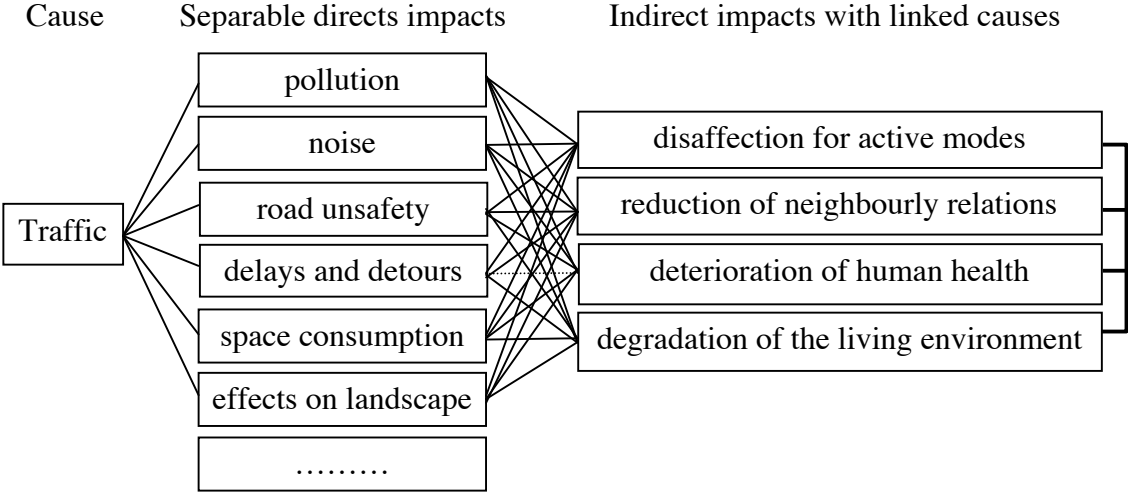 Cause
Separable directs impacts
Indirect impacts with linked causes
Traffic
pollution
noise
road unsafety
delays and detours
space consumption
effects on landscape
………
disaffection for active modes
reduction of neighbourly relations
deterioration of human health
degradation of the living environment